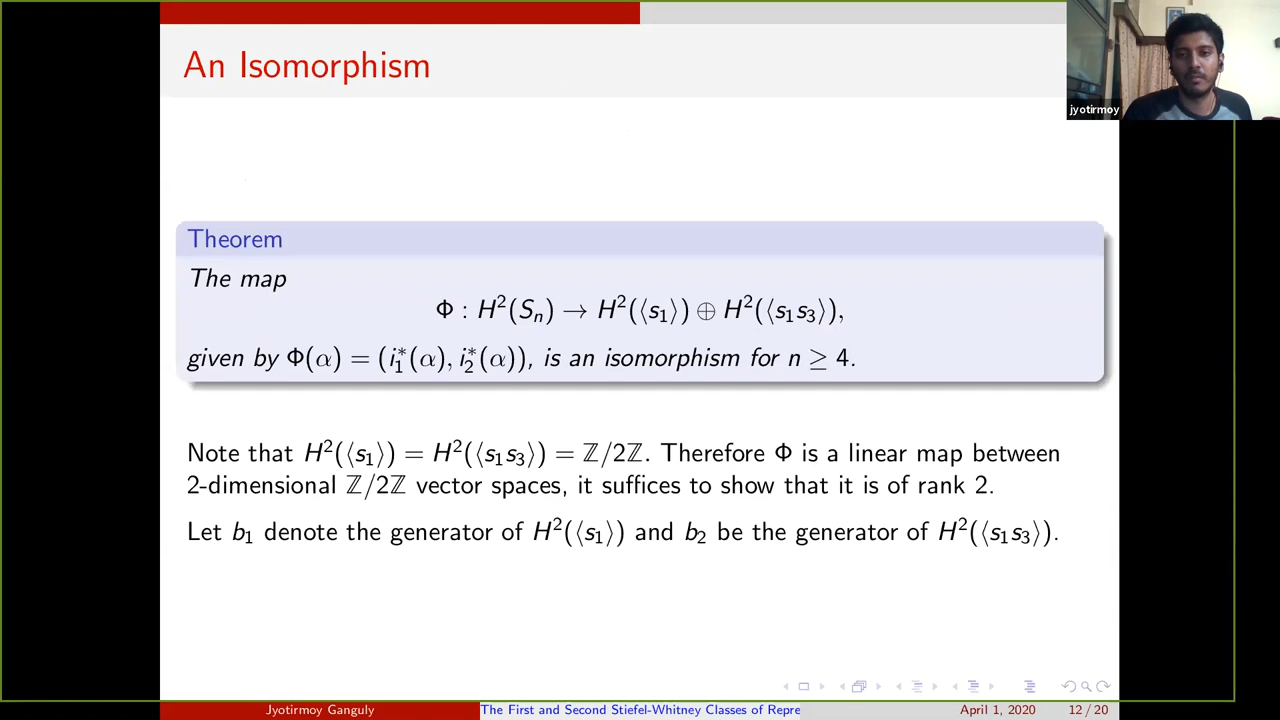 An Isomorphism
jyotirmoy
Theorem
The map
Φ : H²(Sₙ) → H²(⟨s₁⟩) ⊕ H²(⟨s₁s₃⟩),
given by Φ(α) = (i₁*(α), i₂*(α)), is an isomorphism for n ≥ 4.
Note that H²(⟨s₁⟩) = H²(⟨s₁s₃⟩) = ℤ/2ℤ. Therefore Φ is a linear map between
2-dimensional ℤ/2ℤ vector spaces, it suffices to show that it is of rank 2.
Let b₁ denote the generator of H²(⟨s₁⟩) and b₂ be the generator of H²(⟨s₁s₃⟩).
Jyotirmoy Ganguly The First and Second Stiefel-Whitney Classes of Repre April 1, 2020 12 / 20